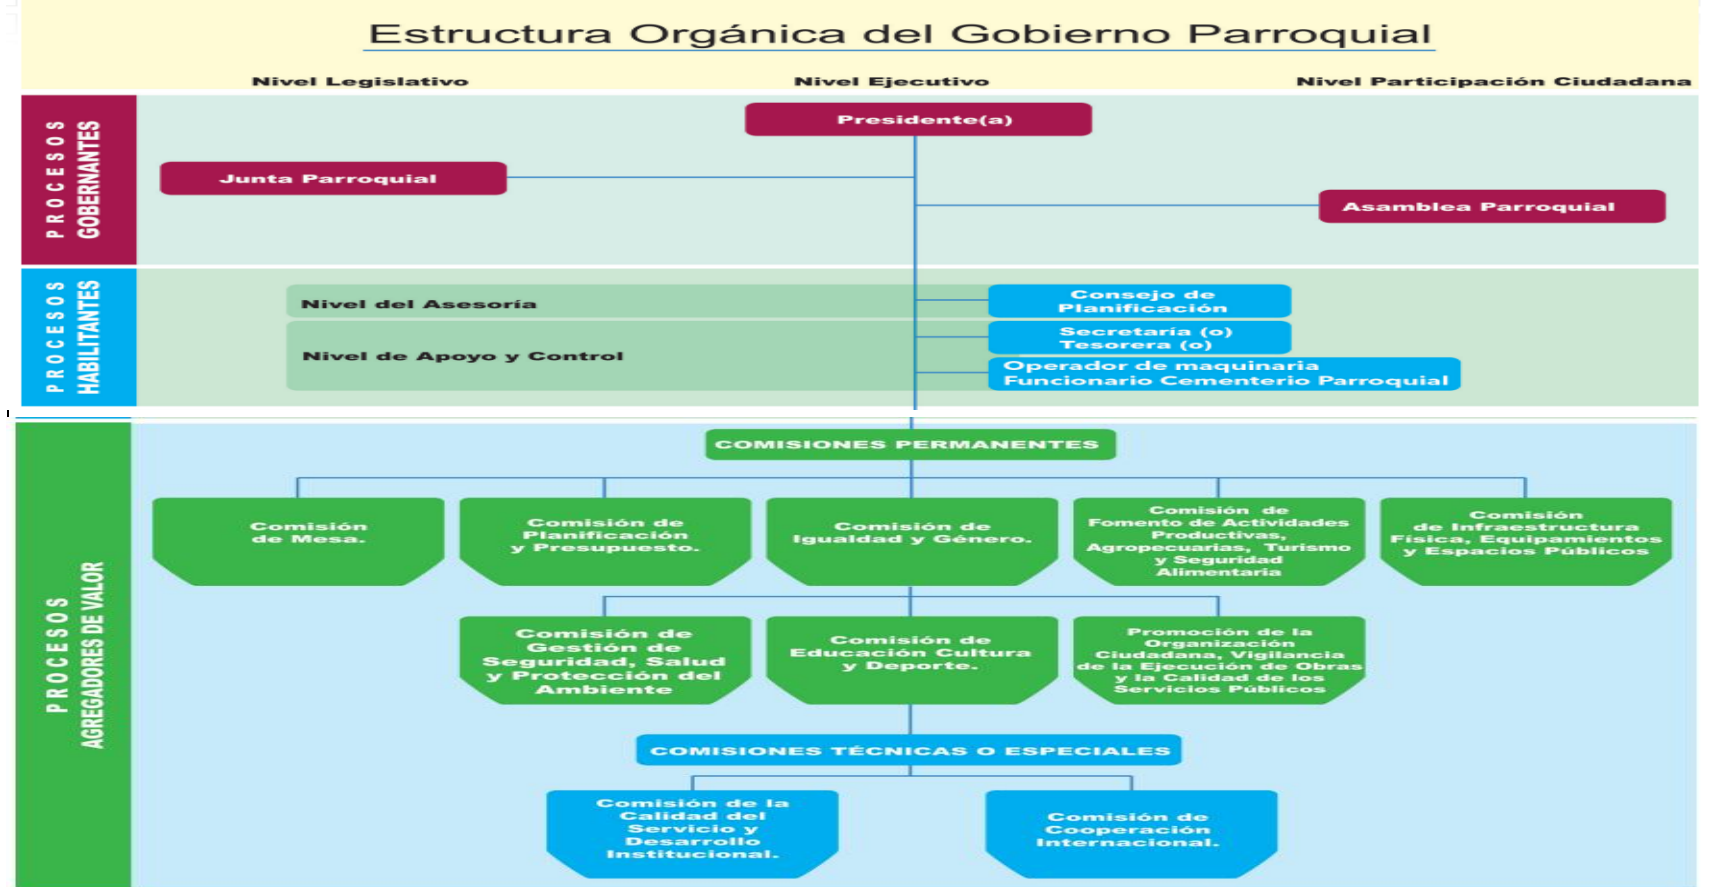 Estructura Orgánica del Gobierno Parroquial
Nivel Legislativo
Nivel Ejecutivo
Nivel Participación Ciudadana
PROCESOS
GOBERNANTES
Presidente(a)
Junta Parroquial
Asamblea Parroquial
PROCESOS
HABILITANTES
Nivel del Asesoría
Consejo de
Planificación
Nivel de Apoyo y Control
Secretaría (o)
Tesorera (o)
Operador de maquinaria
Funcionario Cementerio Parroquial
PROCESOS
AGREGADORES DE VALOR
COMISIONES PERMANENTES
Comisión
de Mesa.
Comisión de
Planificación
y Presupuesto.
Comisión de
Igualdad y Género.
Comisión de
Fomento de Actividades
Productivas,
Agropecuarias, Turismo
y Seguridad
Alimentaria
Comisión
de Infraestructura
Física, Equipamientos
y Espacios Públicos
Comisión de
Gestión de
Seguridad, Salud
y Protección del
Ambiente
Comisión de
Educación Cultura
y Deporte.
Promoción de la
Organización
Ciudadana, Vigilancia
de la Ejecución de Obras
y la Calidad de los
Servicios Públicos
COMISIONES TÉCNICAS O ESPECIALES
Comisión de la
Calidad del
Servicio y
Desarrollo
Institucional.
Comisión de
Cooperación
Internacional.